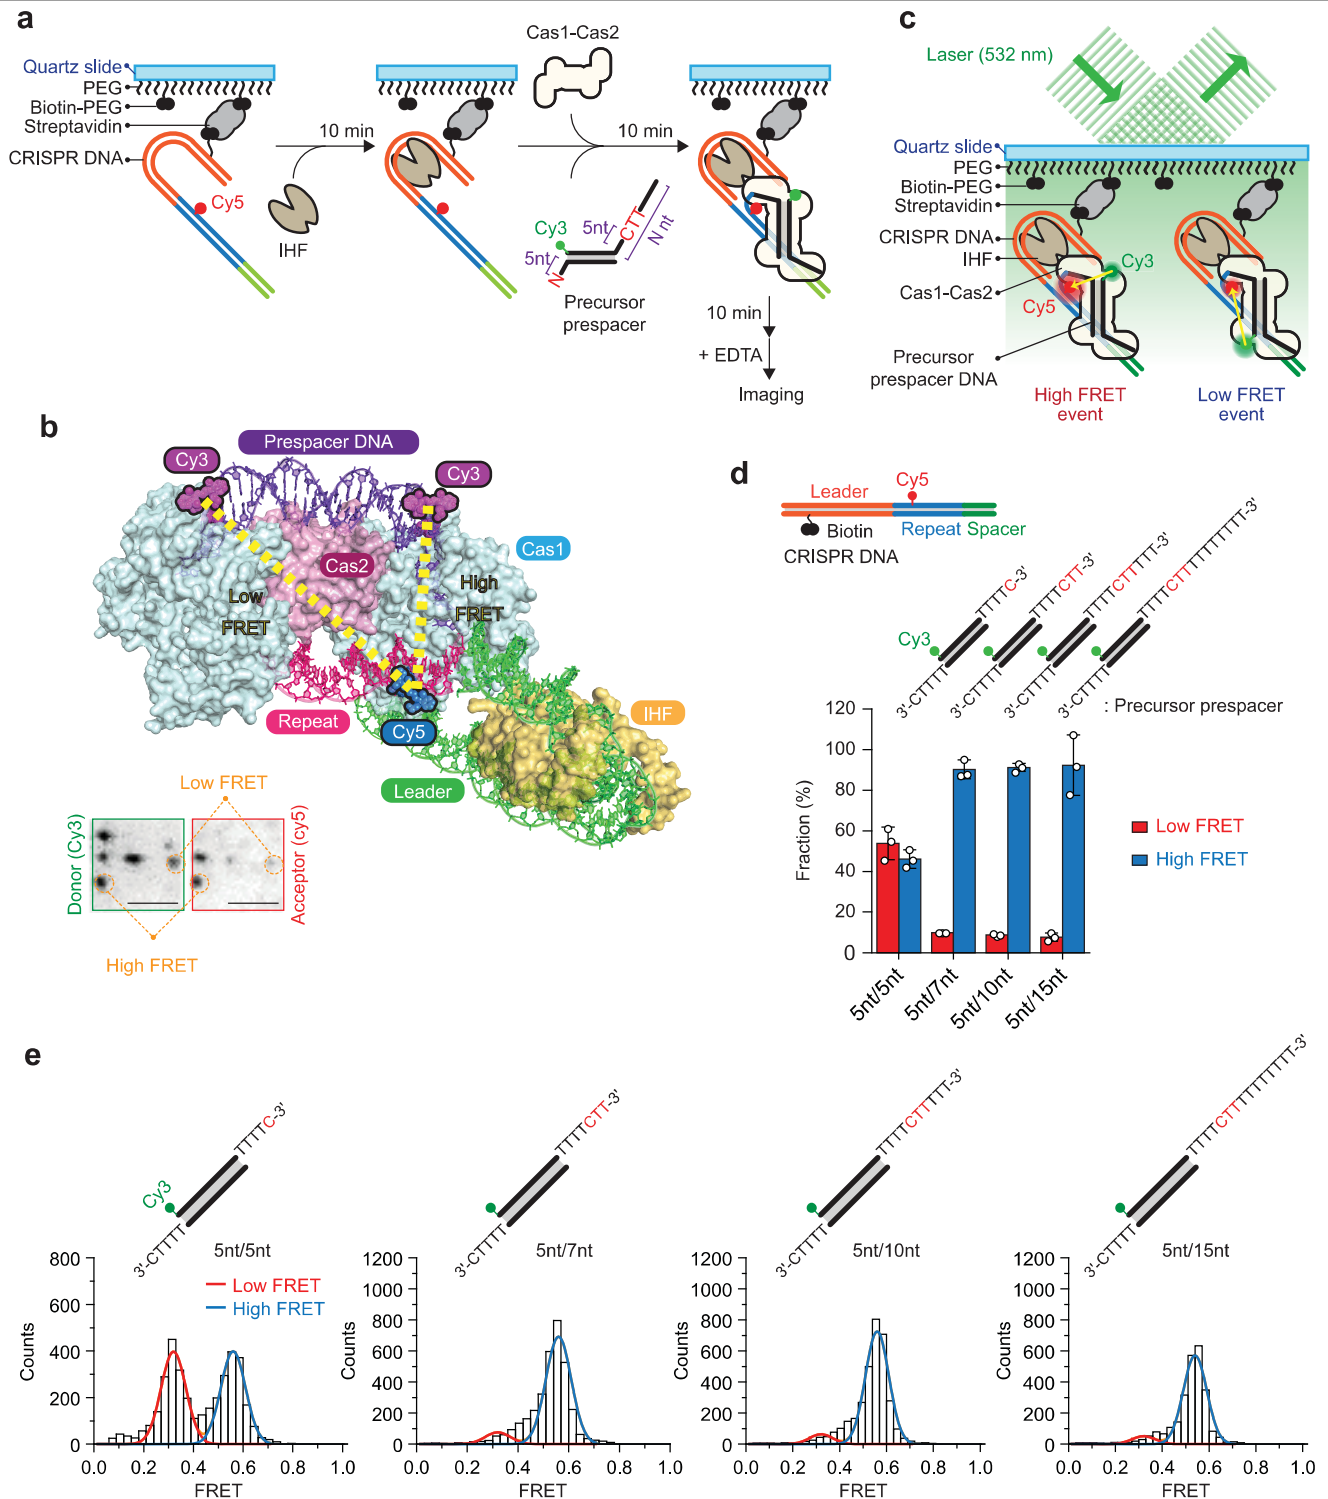 a
Quartz slide
PEG
Biotin-PEG
Streptavidin
CRISPR DNA
Cy5
10 min
IHF
Cas1-Cas2
10 min
Cy3
5nt
CTT
N nt
5nt
N
Precursor
prespacer
10 min
+ EDTA
Imaging
c
Laser (532 nm)
Quartz slide
PEG
Biotin-PEG
Streptavidin
CRISPR DNA
IHF
Cas1-Cas2
Cy3
Cy5
Precursor
prespacer DNA
High FRET
event
Low FRET
event
b
Prespacer DNA
Cy3
Cy3
Cas1
Cas2
Low
FRET
High
FRET
Repeat
Cy5
IHF
Leader
Low FRET
Donor (Cy3)
Acceptor (cy5)
High FRET
d
Cy5
Leader
Biotin
Repeat Spacer
CRISPR DNA
Cy3
TTTTC-3'
TTTTCTT-3'
TTTTCTTTTT-3'
TTTTCTTTTTTTTTT-3'
3'-CTTTT
3'-CTTTT
3'-CTTTT
3'-CTTTT
: Precursor prespacer
Fraction (%)
120
100
80
60
40
20
0
Low FRET
High FRET
5nt/5nt
5nt/7nt
5nt/10nt
5nt/15nt
e
Cy3
TTTTC-3'
3'-CTTTT
5nt/5nt
Low FRET
High FRET
Counts
800
600
400
200
0
0.0 0.2 0.4 0.6 0.8 1.0
FRET
TTTTCTT-3'
3'-CTTTT
5nt/7nt
Counts
1200
1000
800
600
400
200
0
0.0 0.2 0.4 0.6 0.8 1.0
FRET
TTTTCTTTTT-3'
3'-CTTTT
5nt/10nt
Counts
1200
1000
800
600
400
200
0
0.0 0.2 0.4 0.6 0.8 1.0
FRET
TTTTCTTTTTTTTTT-3'
3'-CTTTT
5nt/15nt
Counts
1200
1000
800
600
400
200
0
0.0 0.2 0.4 0.6 0.8 1.0
FRET